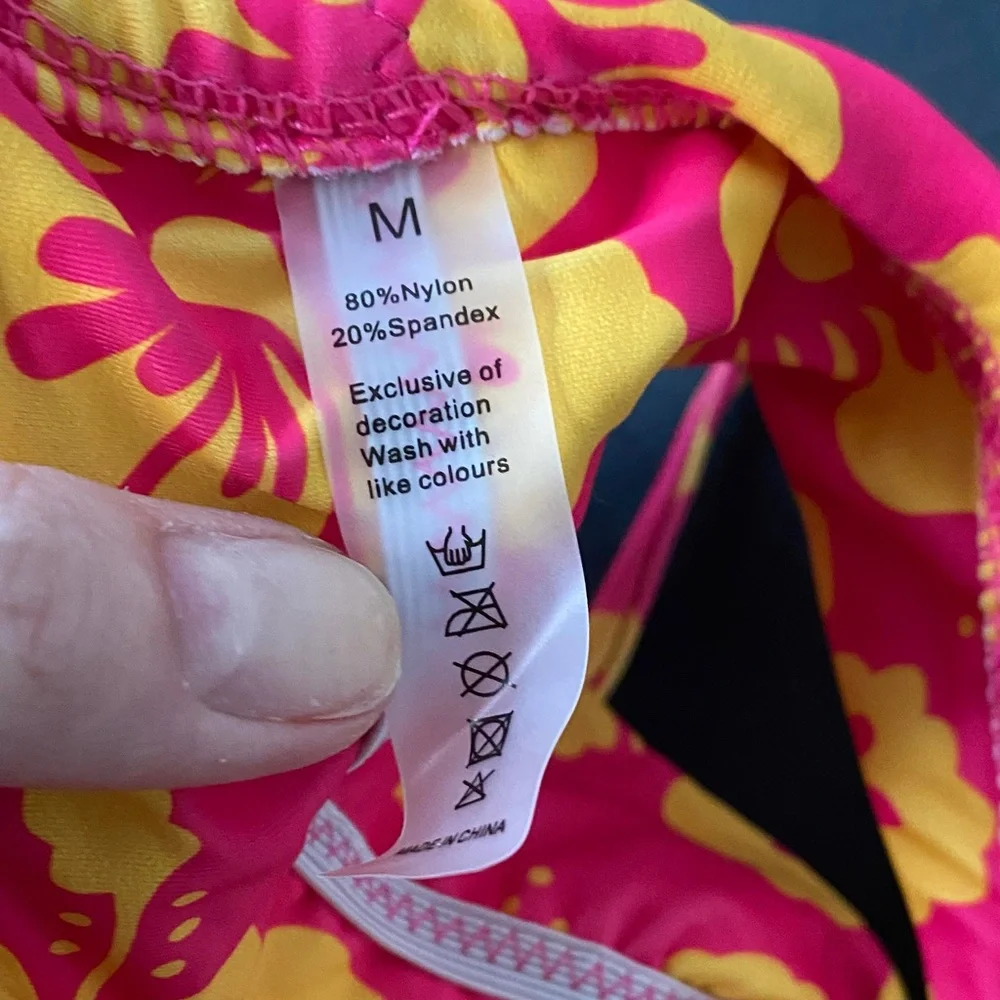 M
80%Nylon
20%Spandex
Exclusive of
decoration
Wash with
like colours
MADE IN CHINA